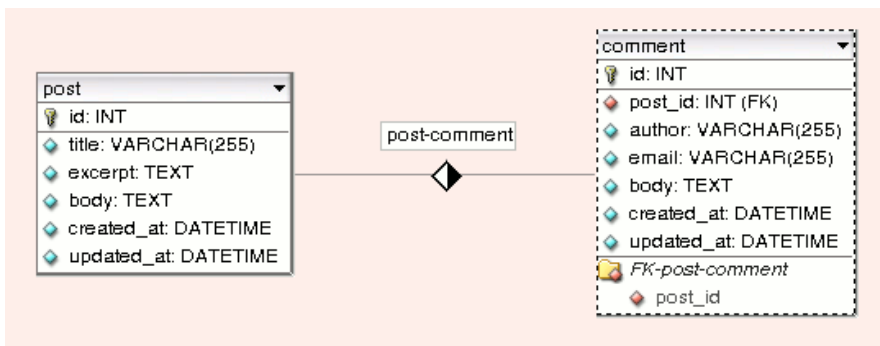 post
id: INT
title: VARCHAR(255)
excerpt: TEXT
body: TEXT
created_at: DATETIME
updated_at: DATETIME
post-comment
comment
id: INT
post_id: INT (FK)
author: VARCHAR(255)
email: VARCHAR(255)
body: TEXT
created_at: DATETIME
updated_at: DATETIME
FK-post-comment
post_id